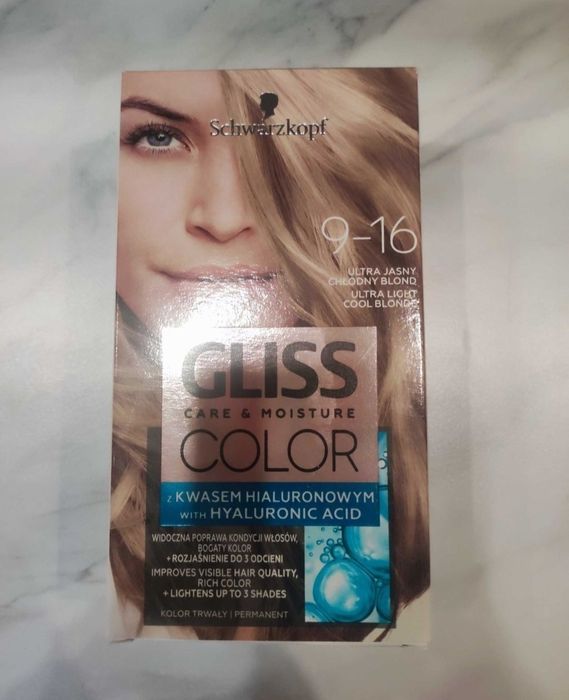 Schwarzkopf
9-16
ULTRA JASNY
CHŁODNY BLOND
ULTRA LIGHT
COOL BLONDE
GLISS
CARE & MOISTURE
COLOR
z KWASEM HIALURONOWYM
WITH HYALURONIC ACID
WIDOCZNA POPRAWA KONDYCJI WŁOSÓW,
BOGATY KOLOR
+ ROZJAŚNIENIE DO 3 ODCIENI
IMPROVES VISIBLE HAIR QUALITY,
RICH COLOR
+ LIGHTENS UP TO 3 SHADES
KOLOR TRWAŁY | PERMANENT